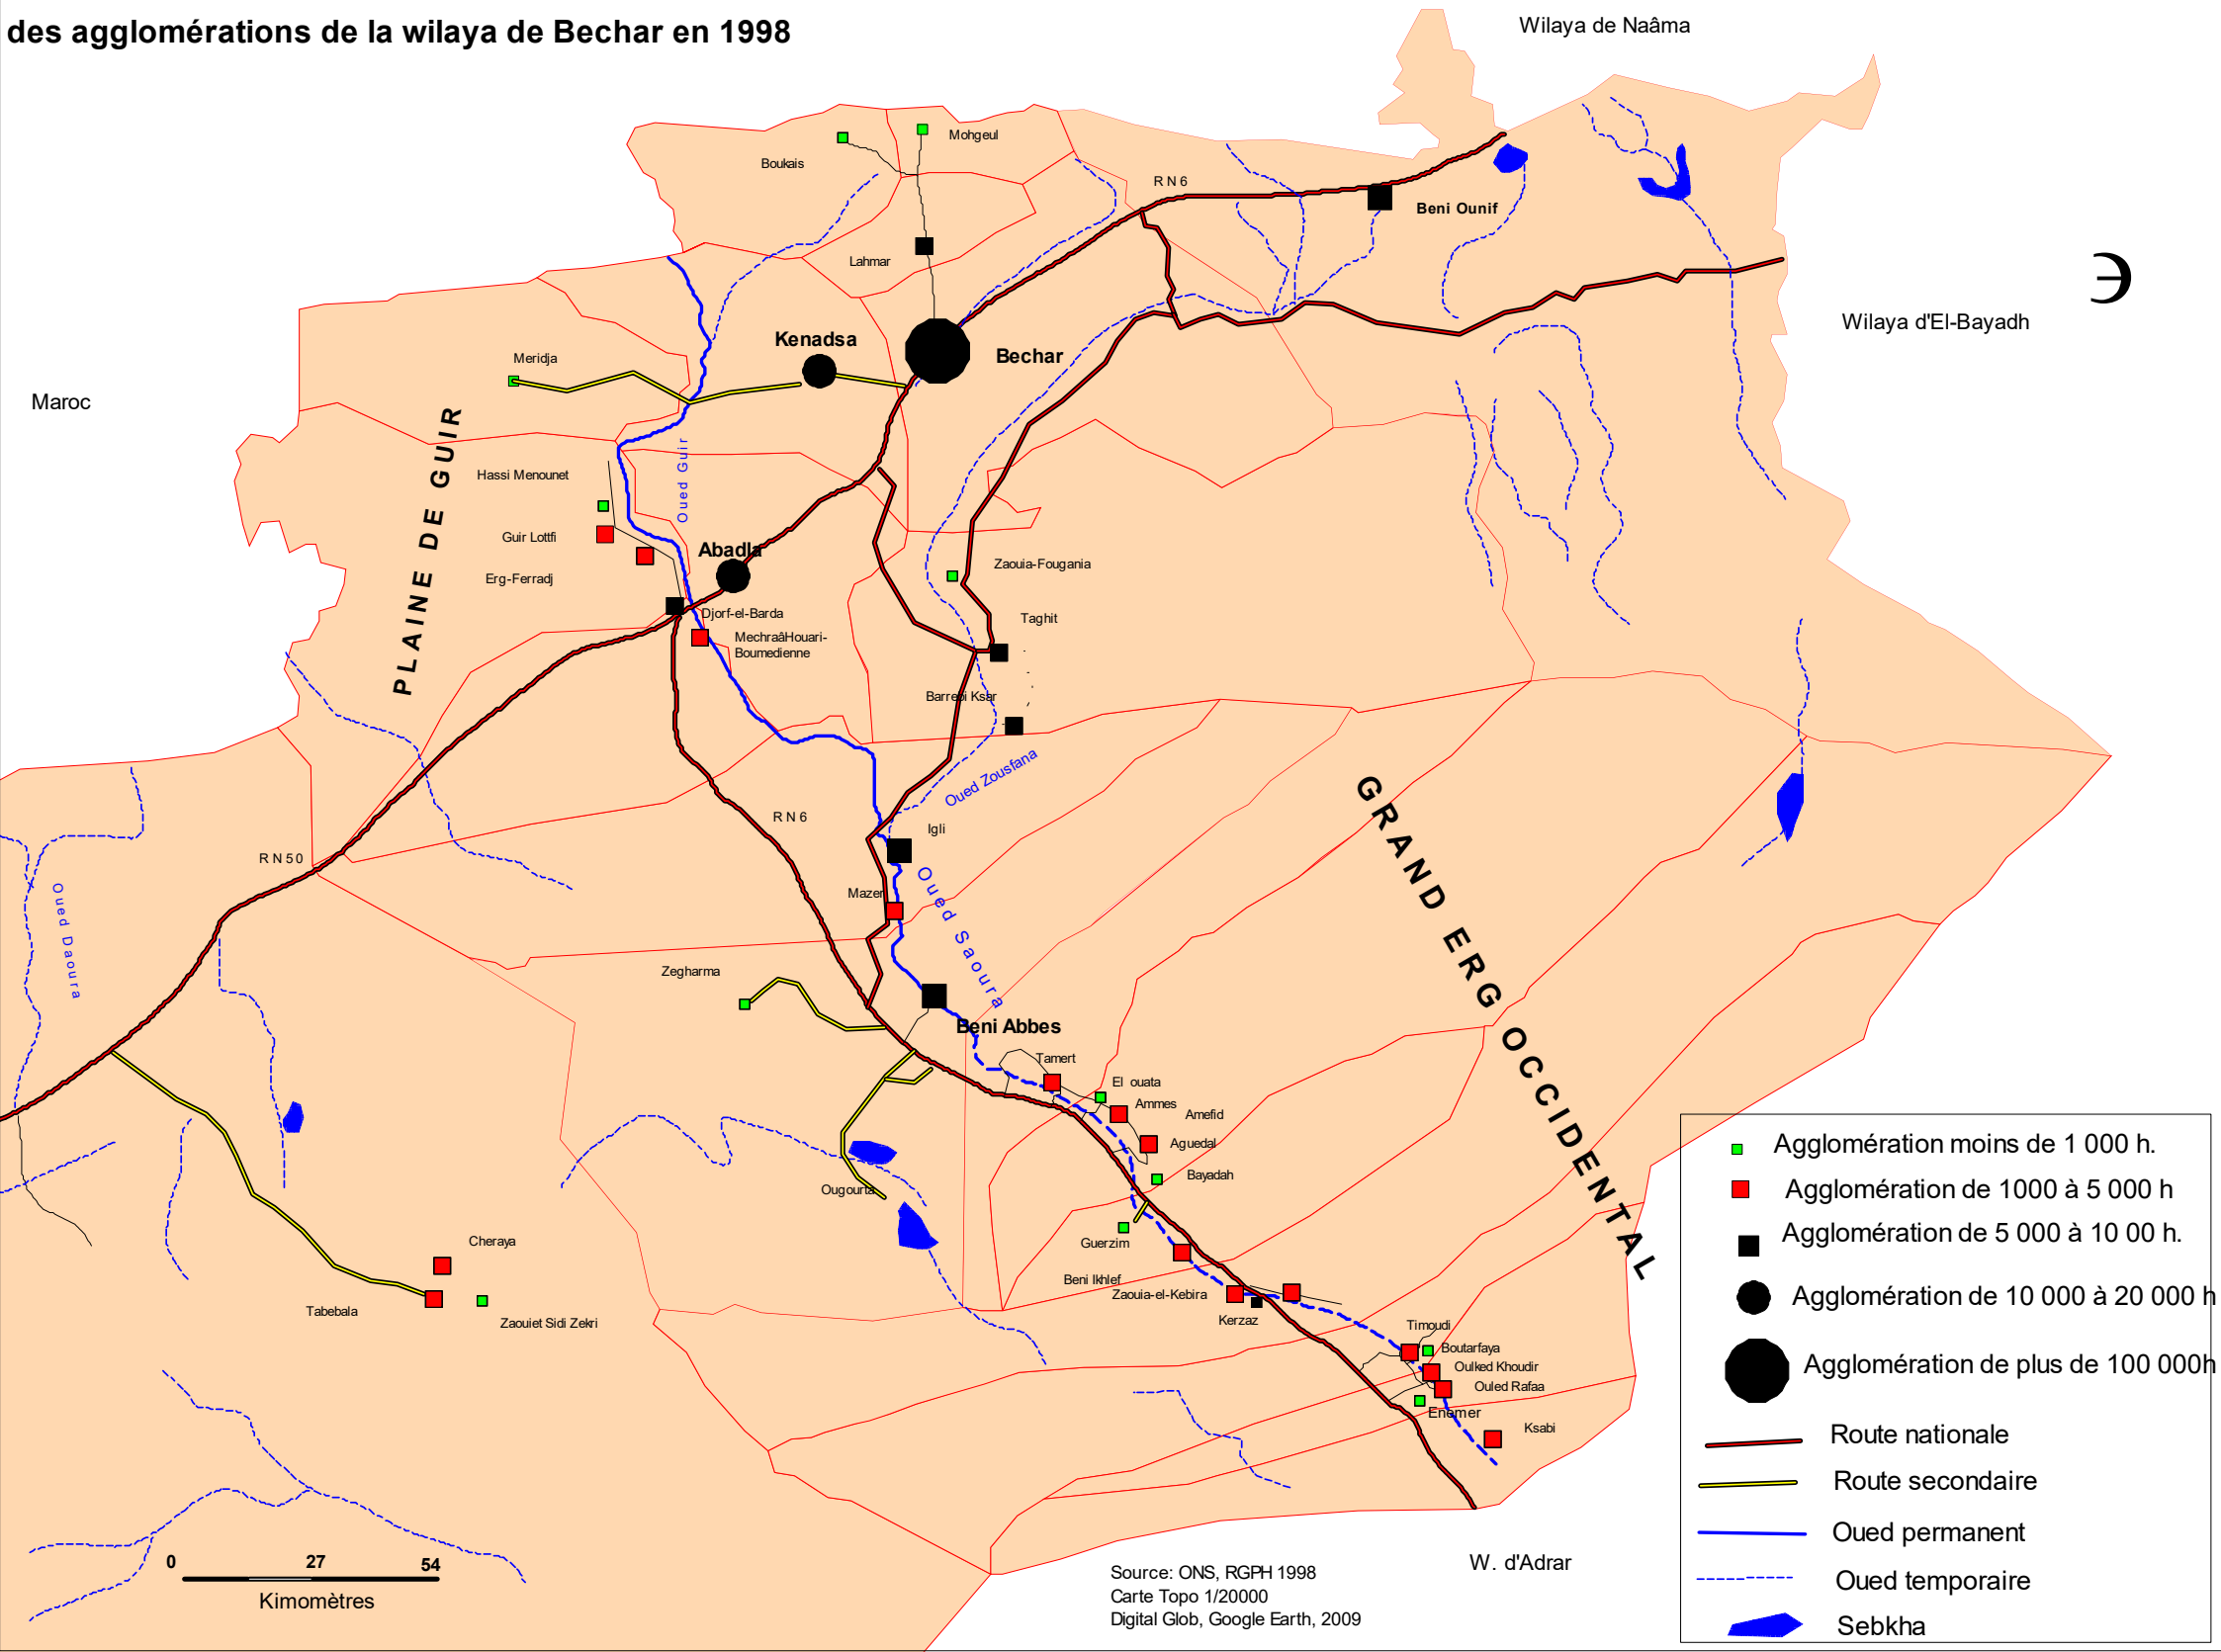 des agglomérations de la wilaya de Bechar en 1998
Wilaya de Naâma
Mohgeul
Boukais
RN6
Beni Ounif
Lahmar
Wilaya d'El-Bayadh
Kenadsa
Bechar
Meridja
Maroc
PLAINE DE GUIR
Oued Guir
Hassi Menounet
Guir Lottfi
Abadla
Erg-Ferradj
Zaouia-Fougania
Djorf-el-Barda
Taghit
MechraâHouari-
Boumedienne
Barrebi Ksar
Oued Zousfana
GRAND ERG OCCIDENTAL
RN6
Igli
RN50
Oued Daoura
Mazer
Oued Saoura
Zegharma
Beni Abbes
Tamert
El ouata
Ammes
Amefid
Aguedal
Bayadah
Ougourta
Guerzim
Cheraya
Beni Ikhlef
Zaouia-el-Kebira
Tabebala
Zaouiet Sidi Zekri
Kerzaz
Timoudi
Boutarfaya
Oulked Khoudir
Ouled Rafaa
Enemer
Ksabi
Agglomération moins de 1 000 h.
Agglomération de 1000 à 5 000 h
Agglomération de 5 000 à 10 00 h.
Agglomération de 10 000 à 20 000 h
Agglomération de plus de 100 000h
Route nationale
Route secondaire
Oued permanent
Oued temporaire
Sebkha
0 27 54
Kimomètres
W. d'Adrar
Source: ONS, RGPH 1998
Carte Topo 1/20000
Digital Glob, Google Earth, 2009